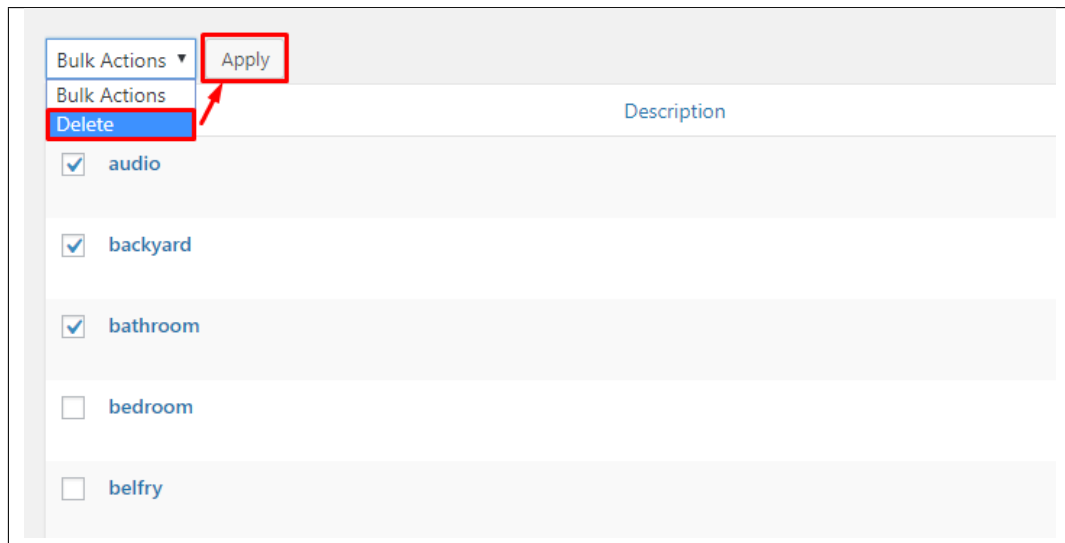 Bulk Actions Apply
Bulk Actions
Delete
Description
audio
backyard
bathroom
bedroom
belfry